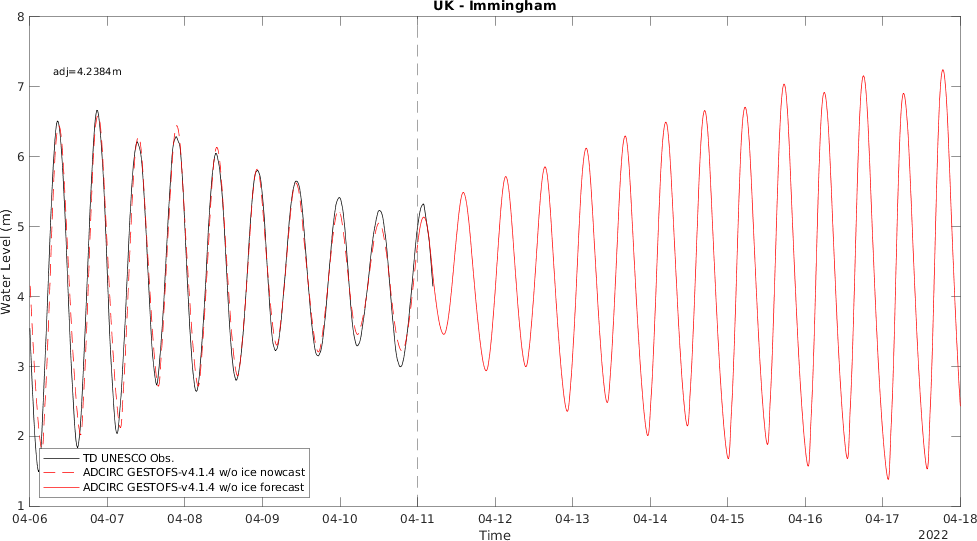 UK - Immingham
8
7
6
5
4
3
2
1
Water Level (m)
adj=4.2384m
TD UNESCO Obs.
ADCIRC GESTOFS-v4.1.4 w/o ice nowcast
ADCIRC GESTOFS-v4.1.4 w/o ice forecast
04-06 04-07 04-08 04-09 04-10 04-11 04-12 04-13 04-14 04-15 04-16 04-17 04-18
Time
2022